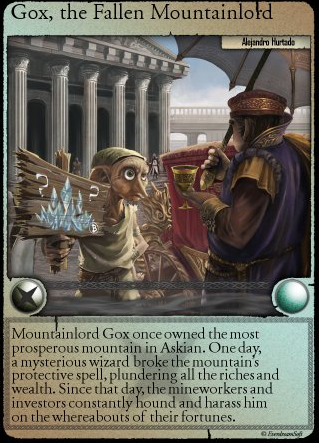 Gox, the Fallen Mountainlord
Alejandro Hurtado
? ?
₿
Mountainlord Gox once owned the most
prosperous mountain in Askian. One day,
a mysterious wizard broke the mountain's
protective spell, plundering all the riches and
wealth. Since that day, the mineworkers and
investors constantly hound and harass him
on the whereabouts of their fortunes.
© EverdreamSoft